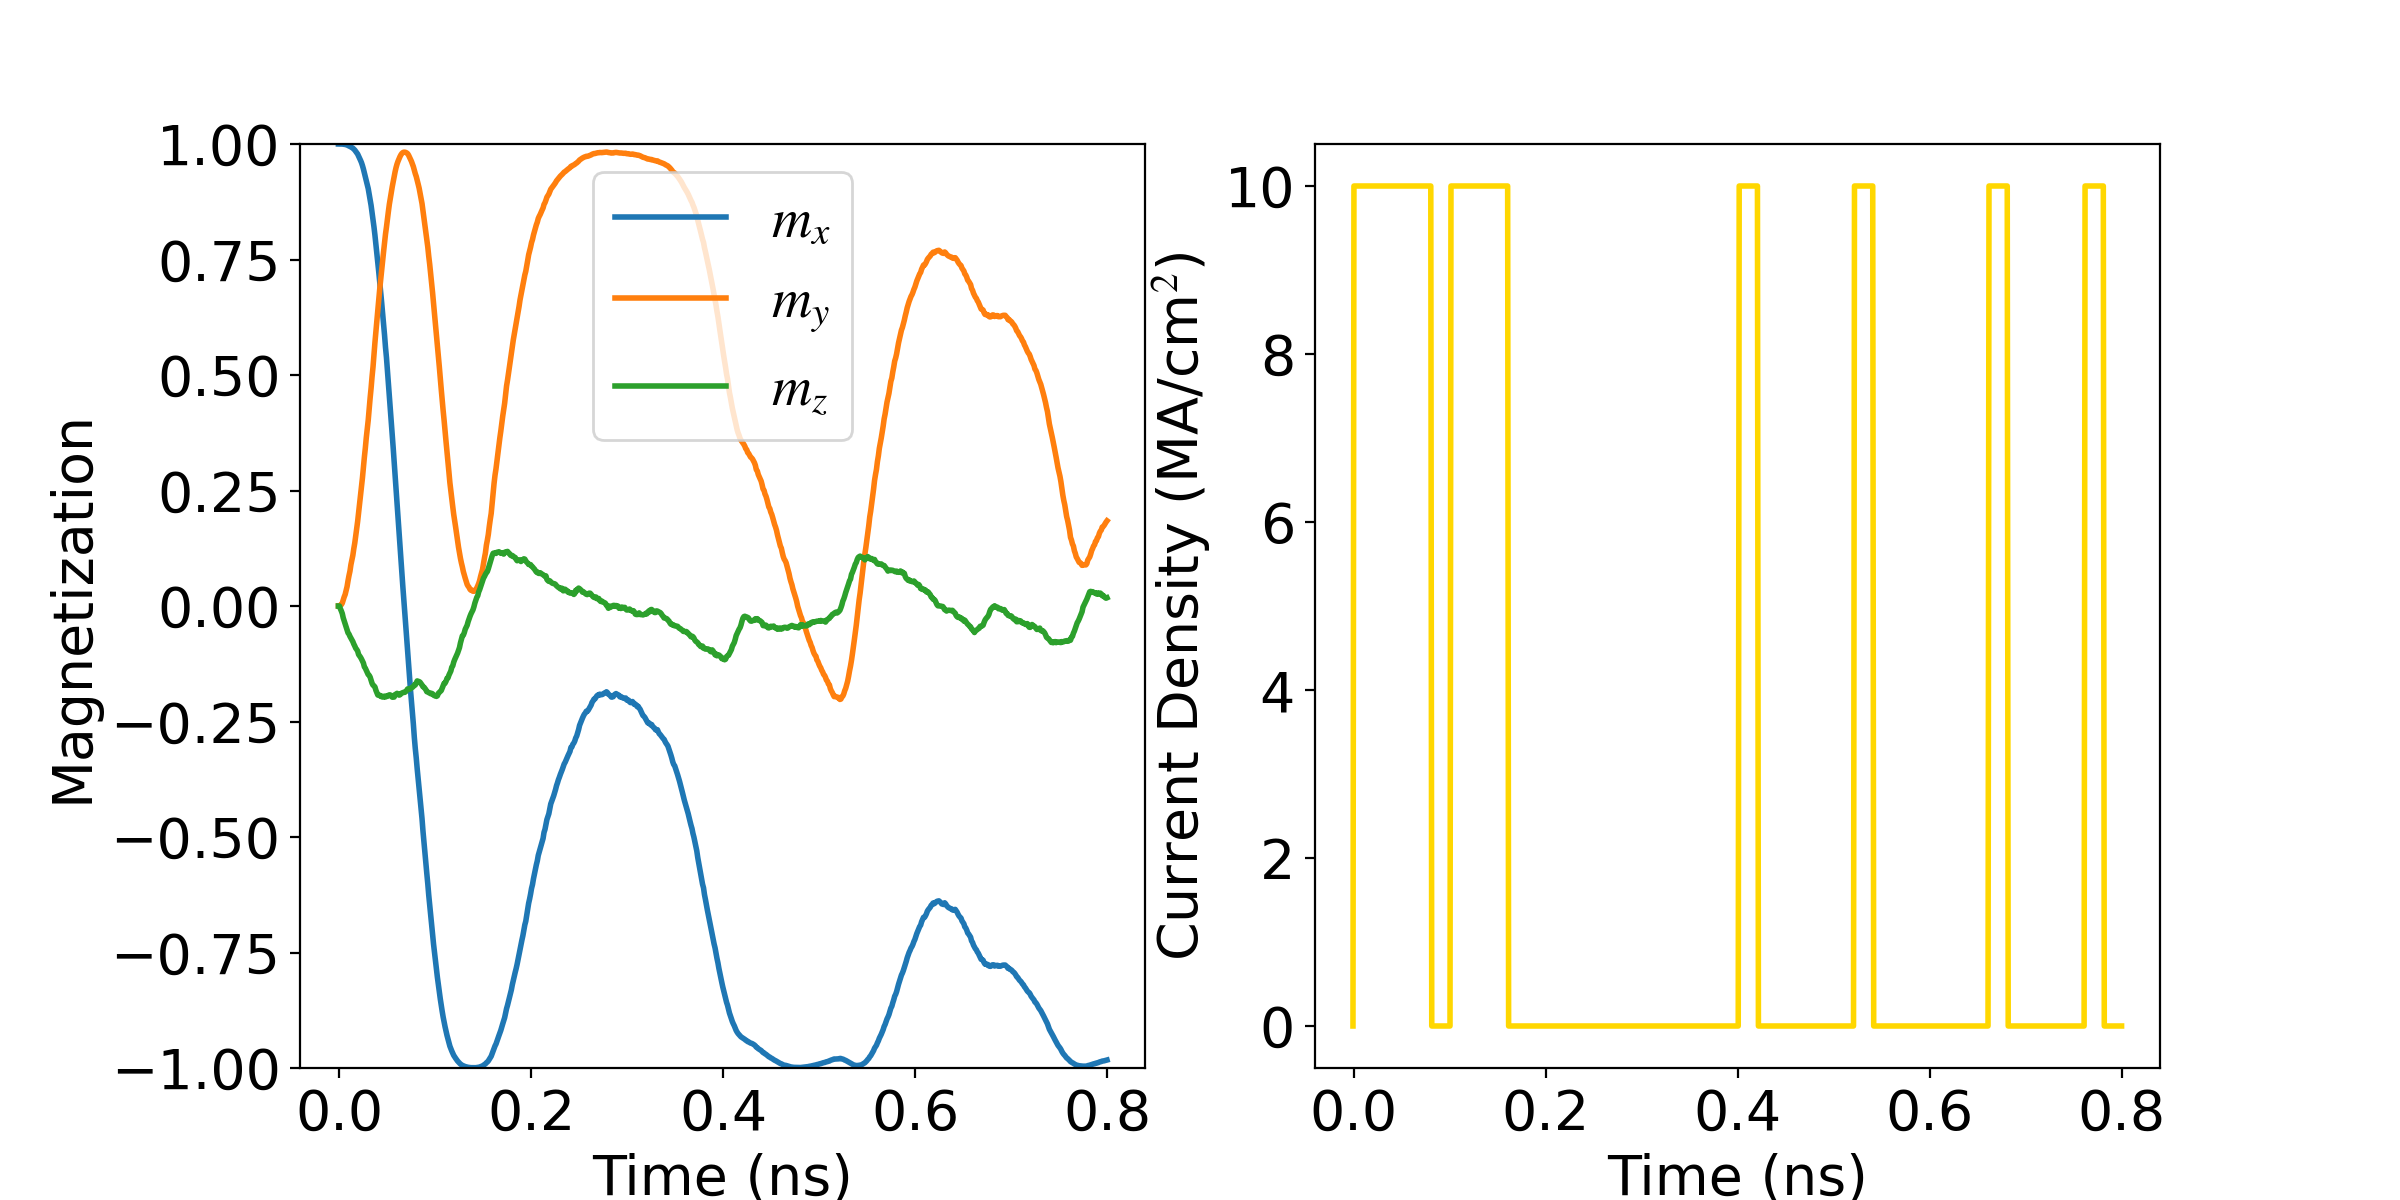 Magnetization
1.00
0.75
0.50
0.25
0.00
−0.25
−0.50
−0.75
−1.00
0.0 0.2 0.4 0.6 0.8
Time (ns)
m_x
m_y
m_z
Current Density (MA/cm²)
10
8
6
4
2
0
0.0 0.2 0.4 0.6 0.8
Time (ns)